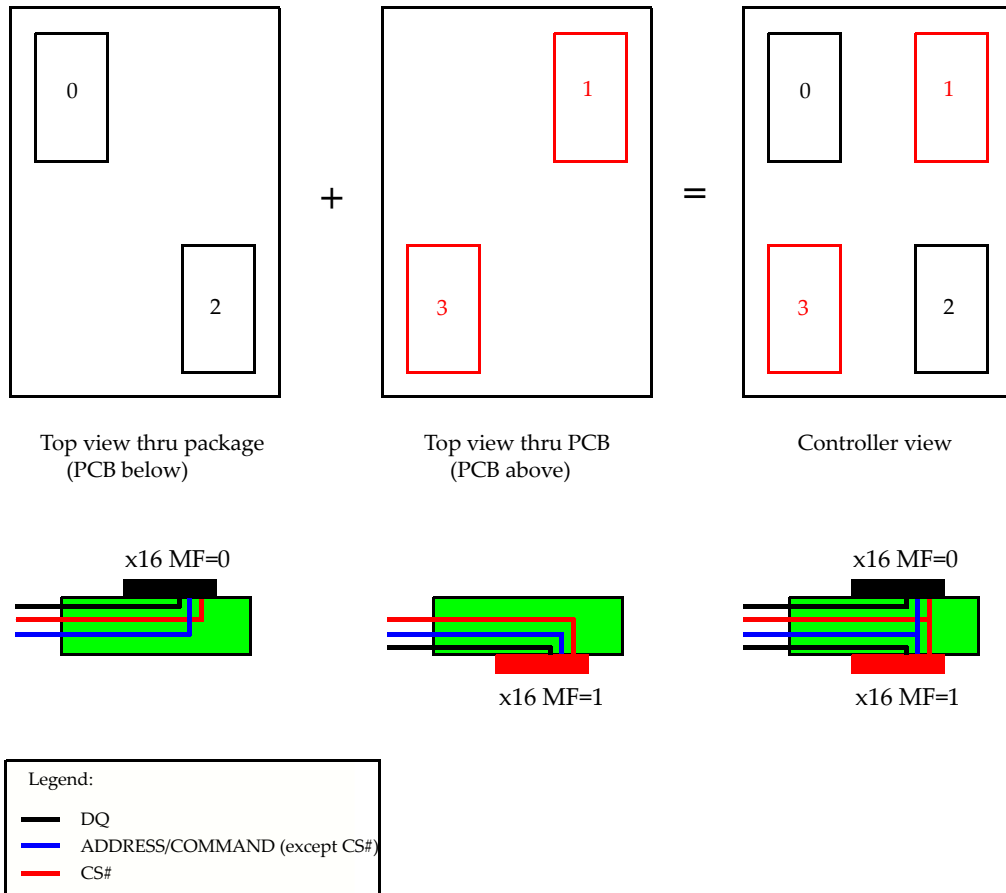 0
1
0
1
+
=
2
3
3
2
Top view thru package
(PCB below)
Top view thru PCB
(PCB above)
Controller view
x16 MF=0
x16 MF=0
x16 MF=1
x16 MF=1
Legend:
DQ
ADDRESS/COMMAND (except CS#)
CS#